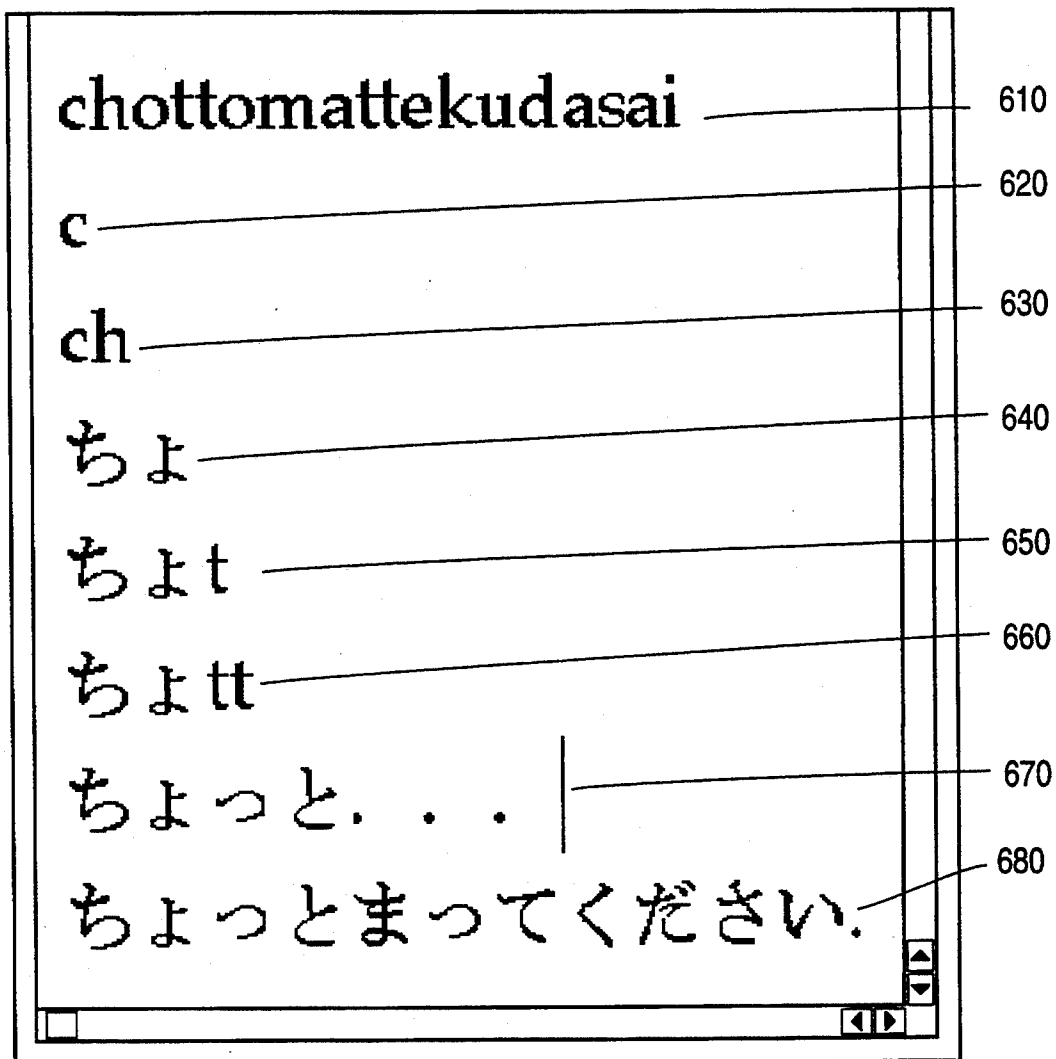 chottomattekudasai 610
c 620
ch 630
ちょ 640
ちょt 650
ちょtt 660
ちょっと. . . 670
ちょっとまってください. 680